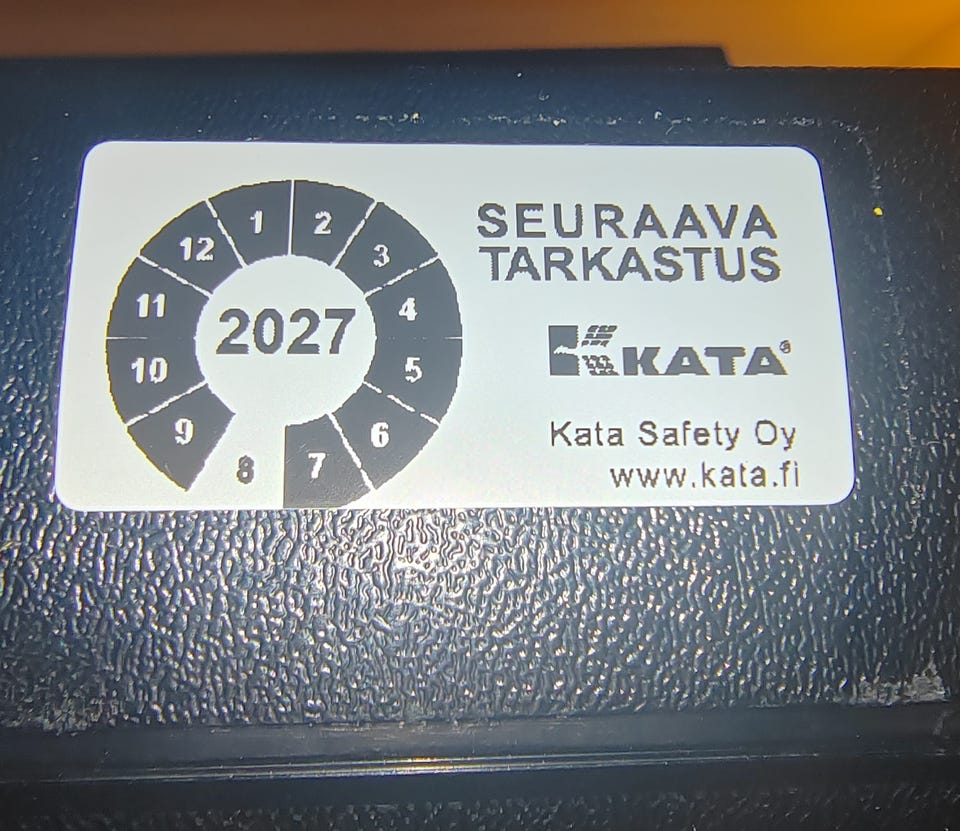 1 2 3 4 5 6 7 8 9 10 11 12
2027
SEURAAVA
TARKASTUS
KATA®
Kata Safety Oy
www.kata.fi